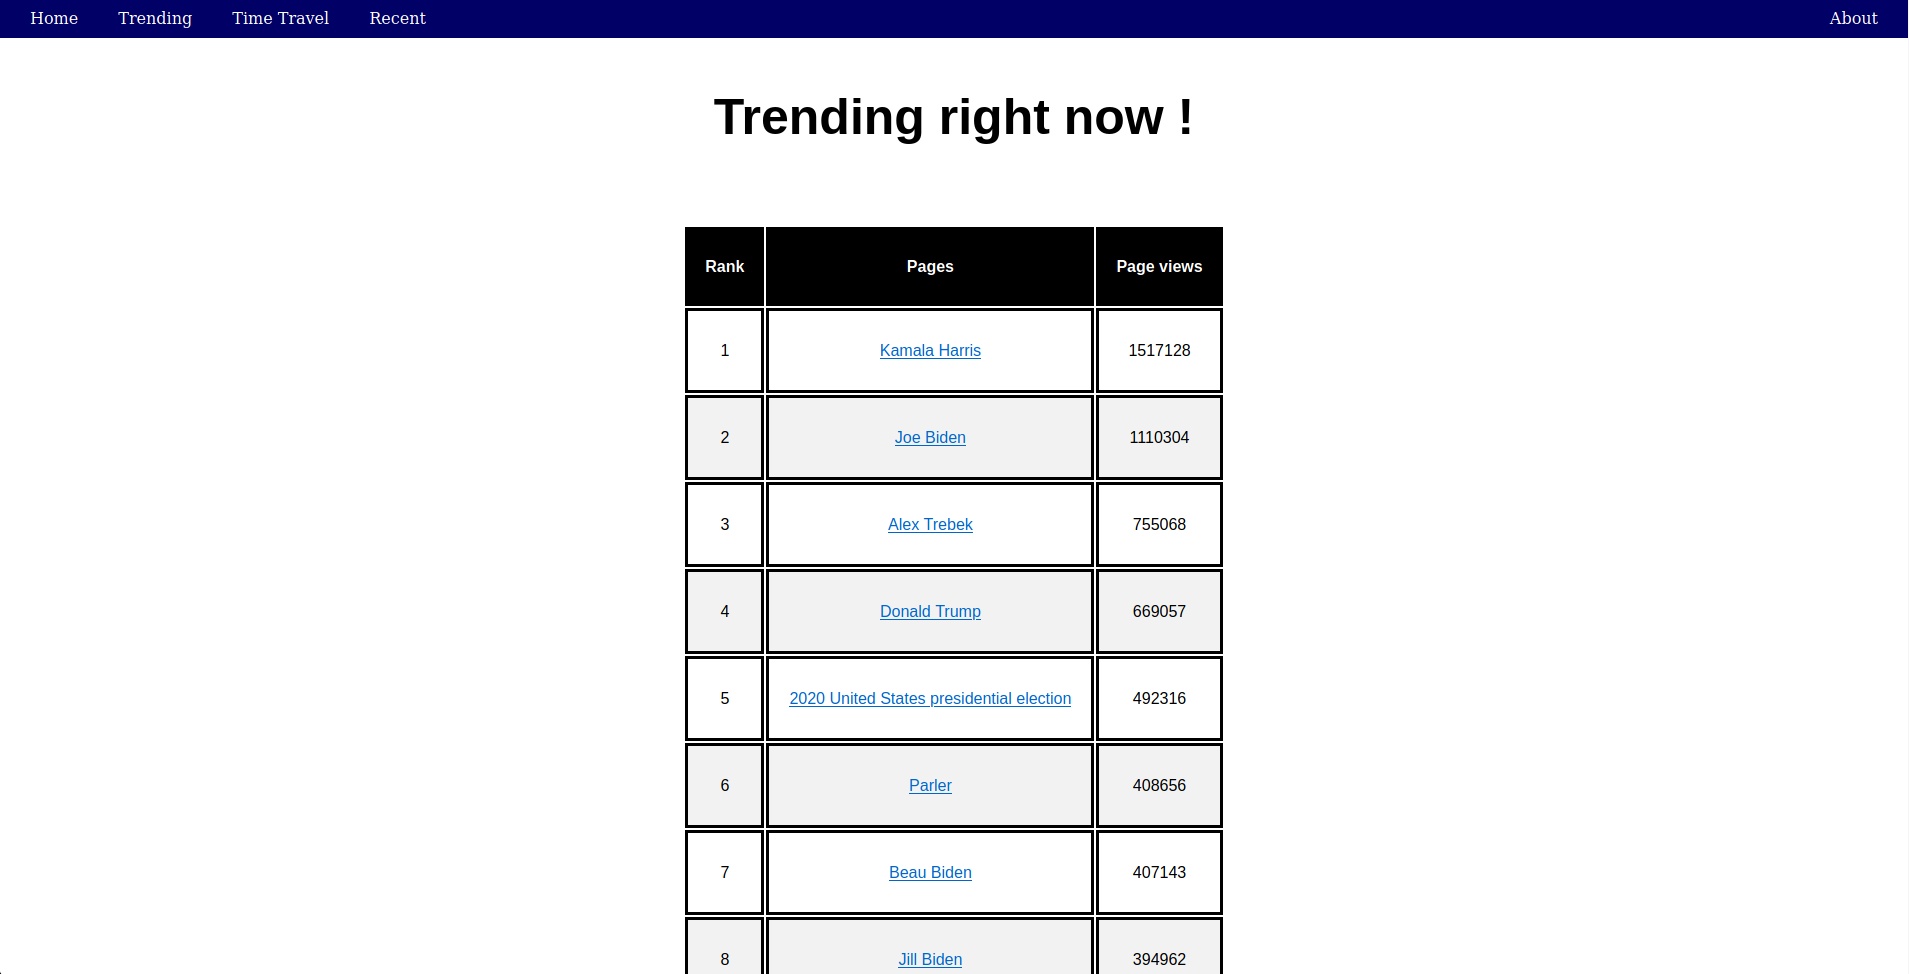 Home Trending Time Travel Recent About
Trending right now !
Rank Pages Page views
1 Kamala Harris 1517128
2 Joe Biden 1110304
3 Alex Trebek 755068
4 Donald Trump 669057
5 2020 United States presidential election 492316
6 Parler 408656
7 Beau Biden 407143
8 Jill Biden 394962